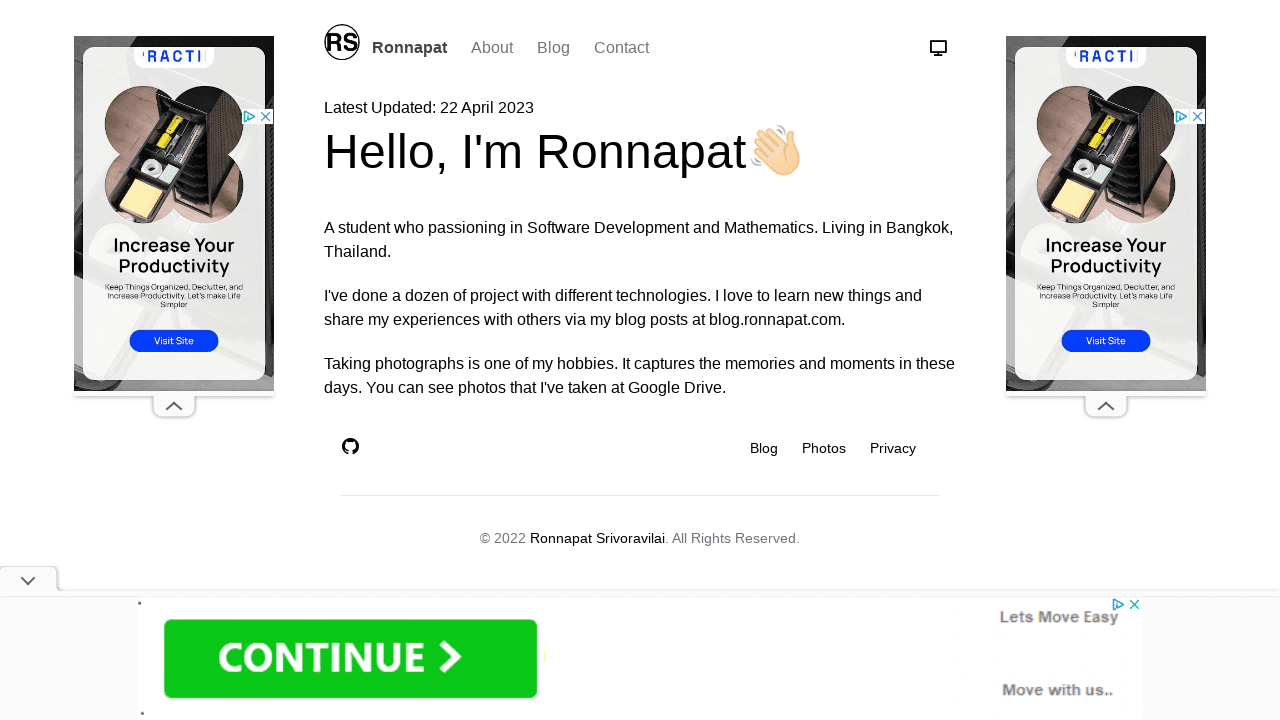 RS
Ronnapat
About
Blog
Contact
Latest Updated: 22 April 2023
Hello, I'm Ronnapat
A student who passioning in Software Development and Mathematics. Living in Bangkok,
Thailand.
I've done a dozen of project with different technologies. I love to learn new things and
share my experiences with others via my blog posts at blog.ronnapat.com.
Taking photographs is one of my hobbies. It captures the memories and moments in these
days. You can see photos that I've taken at Google Drive.
Blog
Photos
Privacy
© 2022 Ronnapat Srivoravilai. All Rights Reserved.
RACTI
Increase Your
Productivity
Keep Things Organized, Declutter, and
Increase Productivity. Let's make Life
Simpler
Visit Site
RACTI
Increase Your
Productivity
Keep Things Organized, Declutter, and
Increase Productivity. Let's make Life
Simpler
Visit Site
CONTINUE >
Lets Move Easy
Move with us..